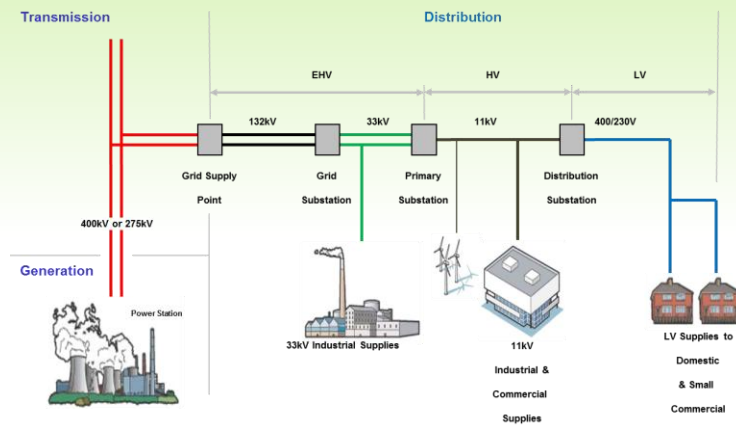 Transmission
Distribution
EHV
HV
LV
132kV
33kV
11kV
400/230V
Grid Supply
Point
Grid
Substation
Primary
Substation
Distribution
Substation
400kV or 275kV
Generation
Power Station
33kV Industrial Supplies
11kV
Industrial &
Commercial
Supplies
LV Supplies to
Domestic
& Small
Commercial